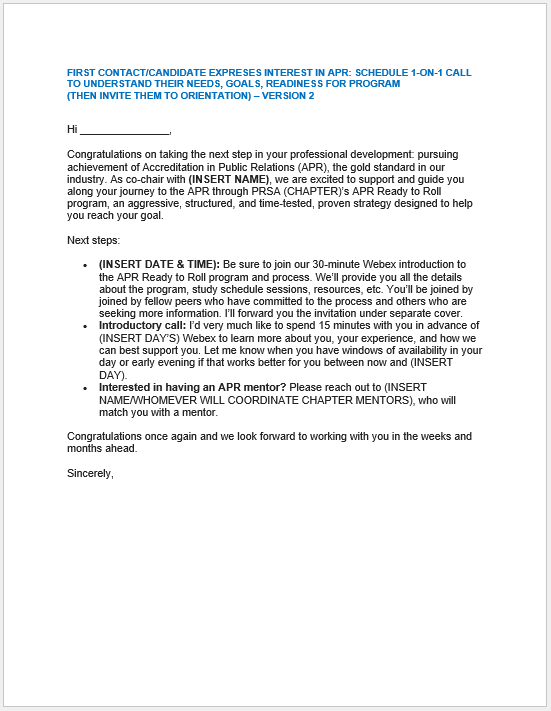 FIRST CONTACT/CANDIDATE EXPRESES INTEREST IN APR: SCHEDULE 1-ON-1 CALL
TO UNDERSTAND THEIR NEEDS, GOALS, READINESS FOR PROGRAM
(THEN INVITE THEM TO ORIENTATION) – VERSION 2
Hi _______________,
Congratulations on taking the next step in your professional development: pursuing
achievement of Accreditation in Public Relations (APR), the gold standard in our
industry. As co-chair with (INSERT NAME), we are excited to support and guide you
along your journey to the APR through PRSA (CHAPTER)'s APR Ready to Roll
program, an aggressive, structured, and time-tested, proven strategy designed to help
you reach your goal.
Next steps:
• (INSERT DATE & TIME): Be sure to join our 30-minute Webex introduction to
the APR Ready to Roll program and process. We'll provide you all the details
about the program, study schedule sessions, resources, etc. You'll be joined by
joined by fellow peers who have committed to the process and others who are
seeking more information. I'll forward you the invitation under separate cover.
• Introductory call: I'd very much like to spend 15 minutes with you in advance of
(INSERT DAY'S) Webex to learn more about you, your experience, and how we
can best support you. Let me know when you have windows of availability in your
day or early evening if that works better for you between now and (INSERT
DAY).
• Interested in having an APR mentor? Please reach out to (INSERT
NAME/WHOMEVER WILL COORDINATE CHAPTER MENTORS), who will
match you with a mentor.
Congratulations once again and we look forward to working with you in the weeks and
months ahead.
Sincerely,